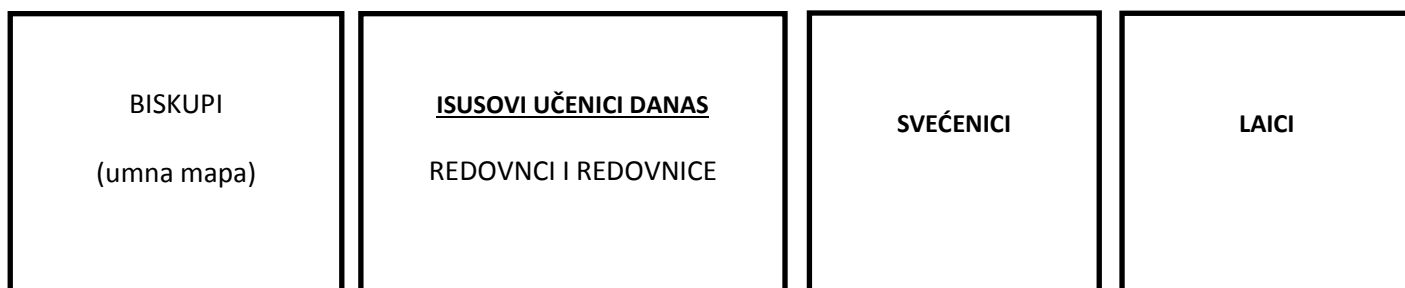 BISKUPI
(umna mapa)
ISUSOVI UČENICI DANAS
REDOVNCI I REDOVNICE
SVEĆENICI
LAICI